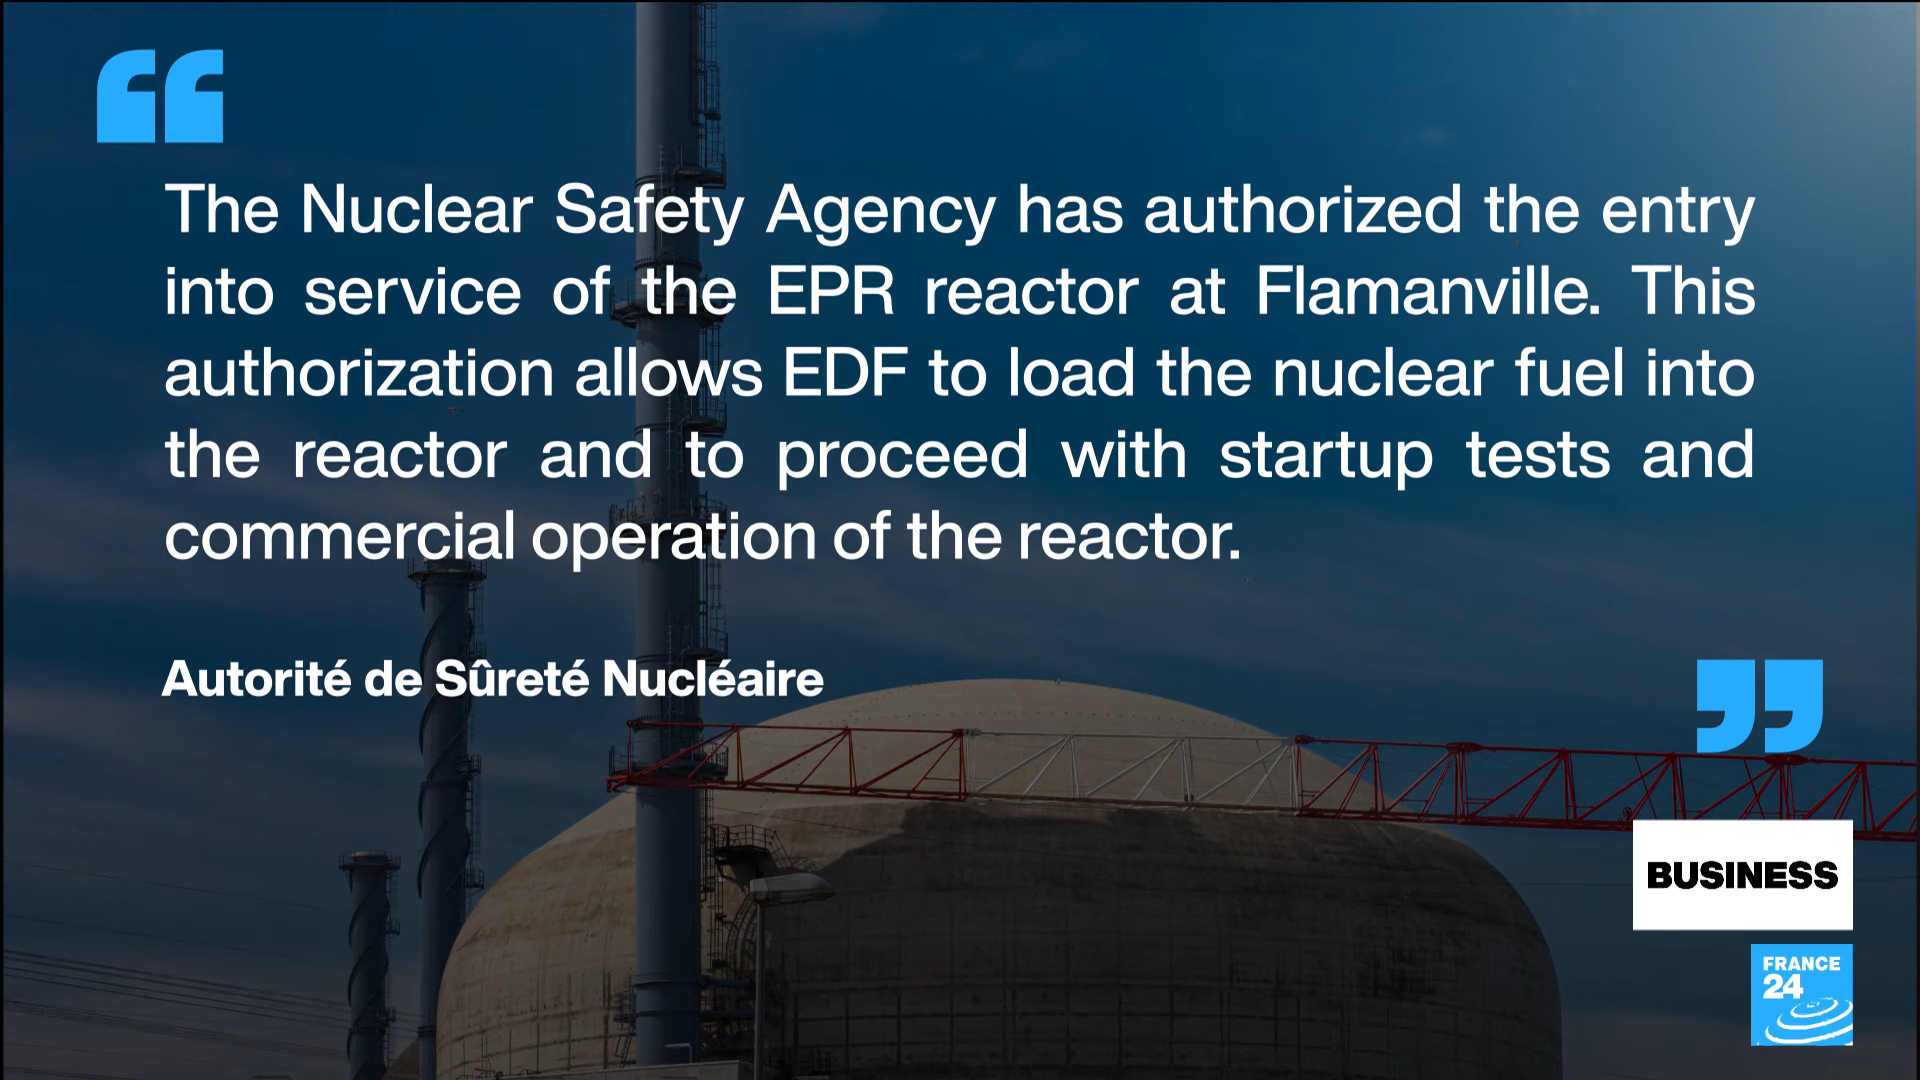 ❝
The Nuclear Safety Agency has authorized the entry
into service of the EPR reactor at Flamanville. This
authorization allows EDF to load the nuclear fuel into
the reactor and to proceed with startup tests and
commercial operation of the reactor.
Autorité de Sûreté Nucléaire
❞
BUSINESS
FRANCE
24